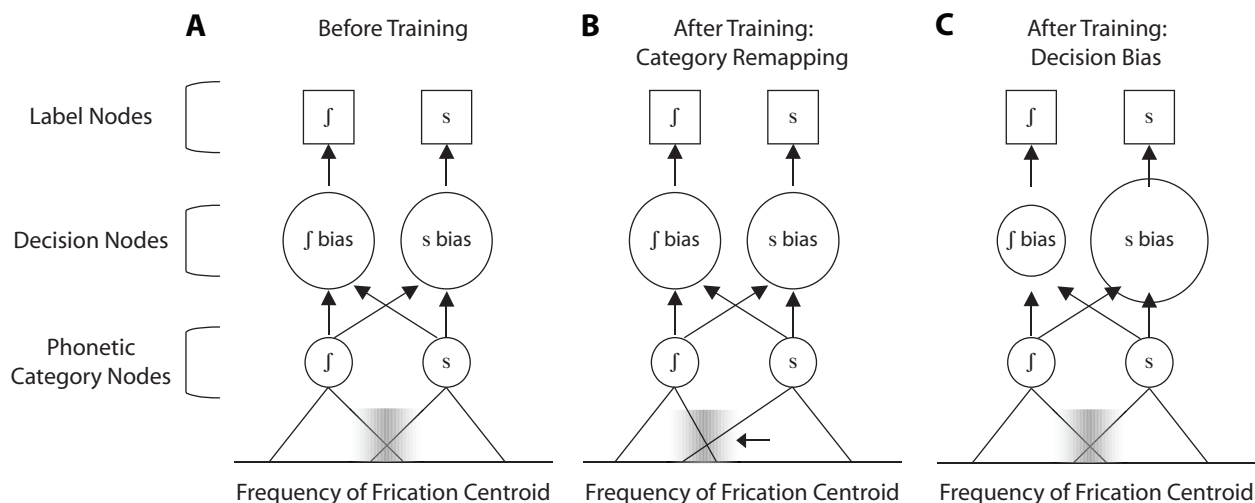 A
Before Training
B
After Training:
Category Remapping
C
After Training:
Decision Bias
Label Nodes
ʃ
s
ʃ
s
ʃ
s
Decision Nodes
ʃ bias
s bias
ʃ bias
s bias
ʃ bias
s bias
Phonetic
Category Nodes
ʃ
s
ʃ
s
ʃ
s
Frequency of Frication Centroid
Frequency of Frication Centroid
Frequency of Frication Centroid